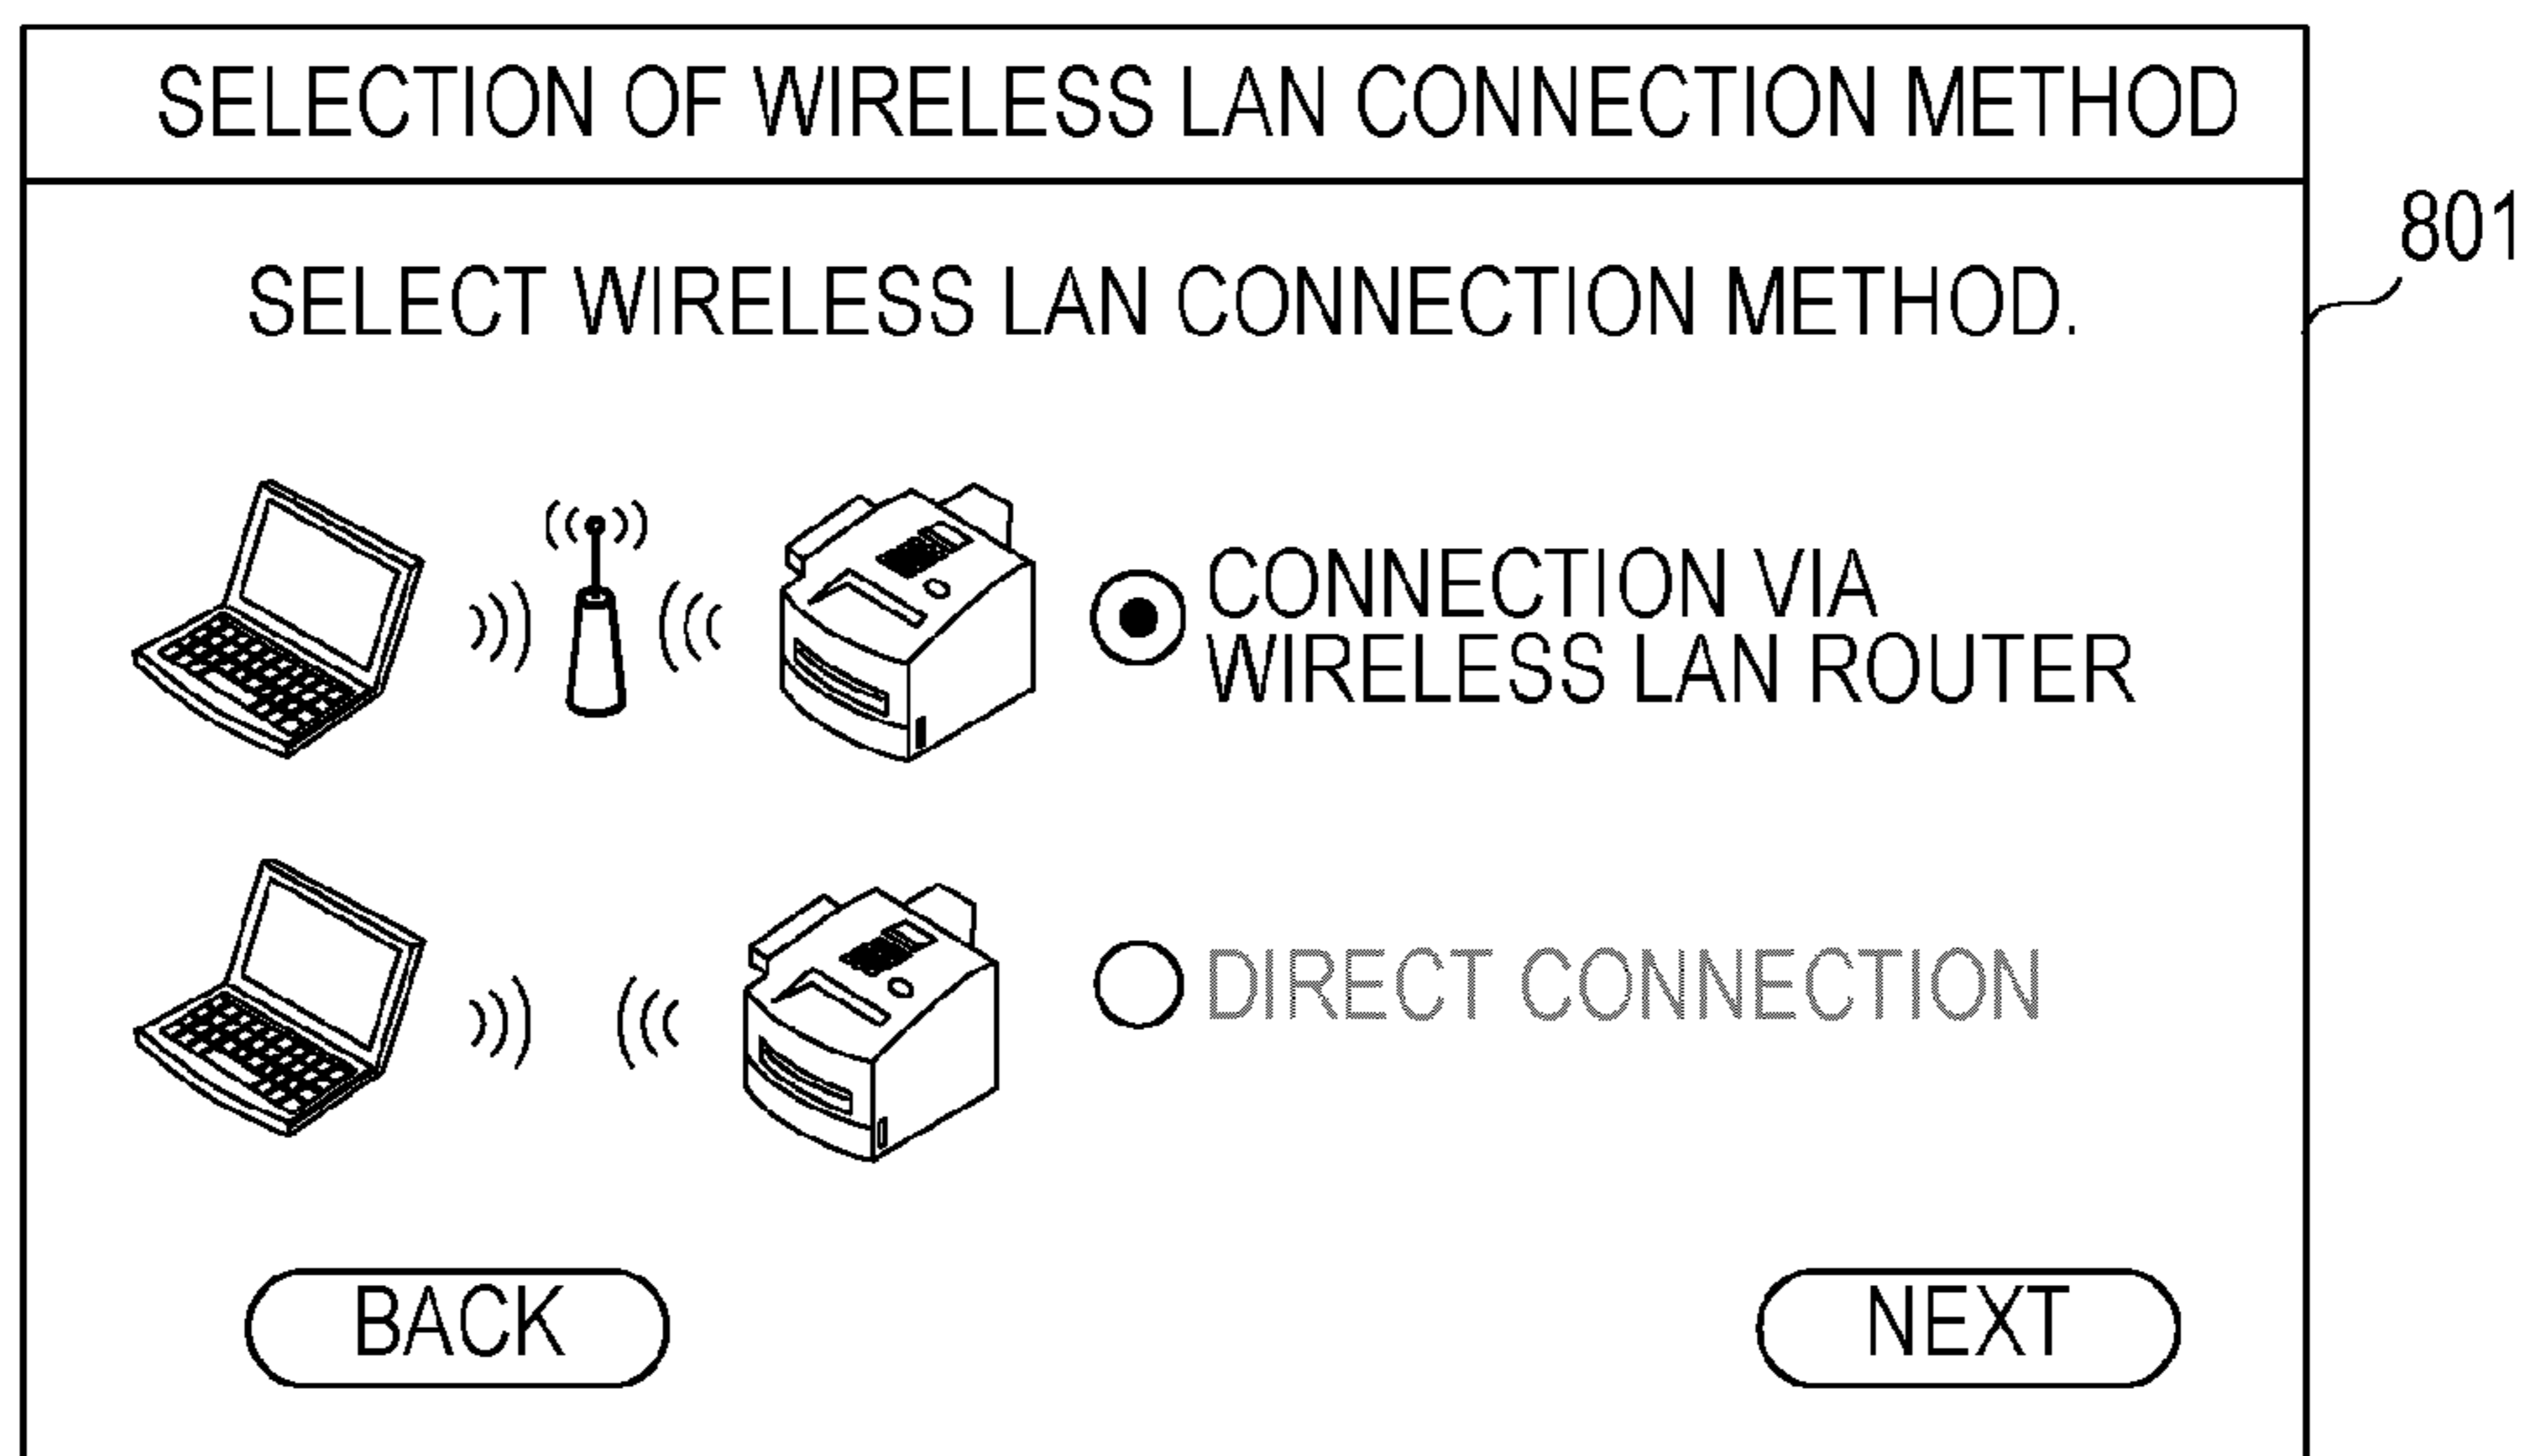 SELECTION OF WIRELESS LAN CONNECTION METHOD
801
SELECT WIRELESS LAN CONNECTION METHOD.
CONNECTION VIA
WIRELESS LAN ROUTER
DIRECT CONNECTION
BACK
NEXT